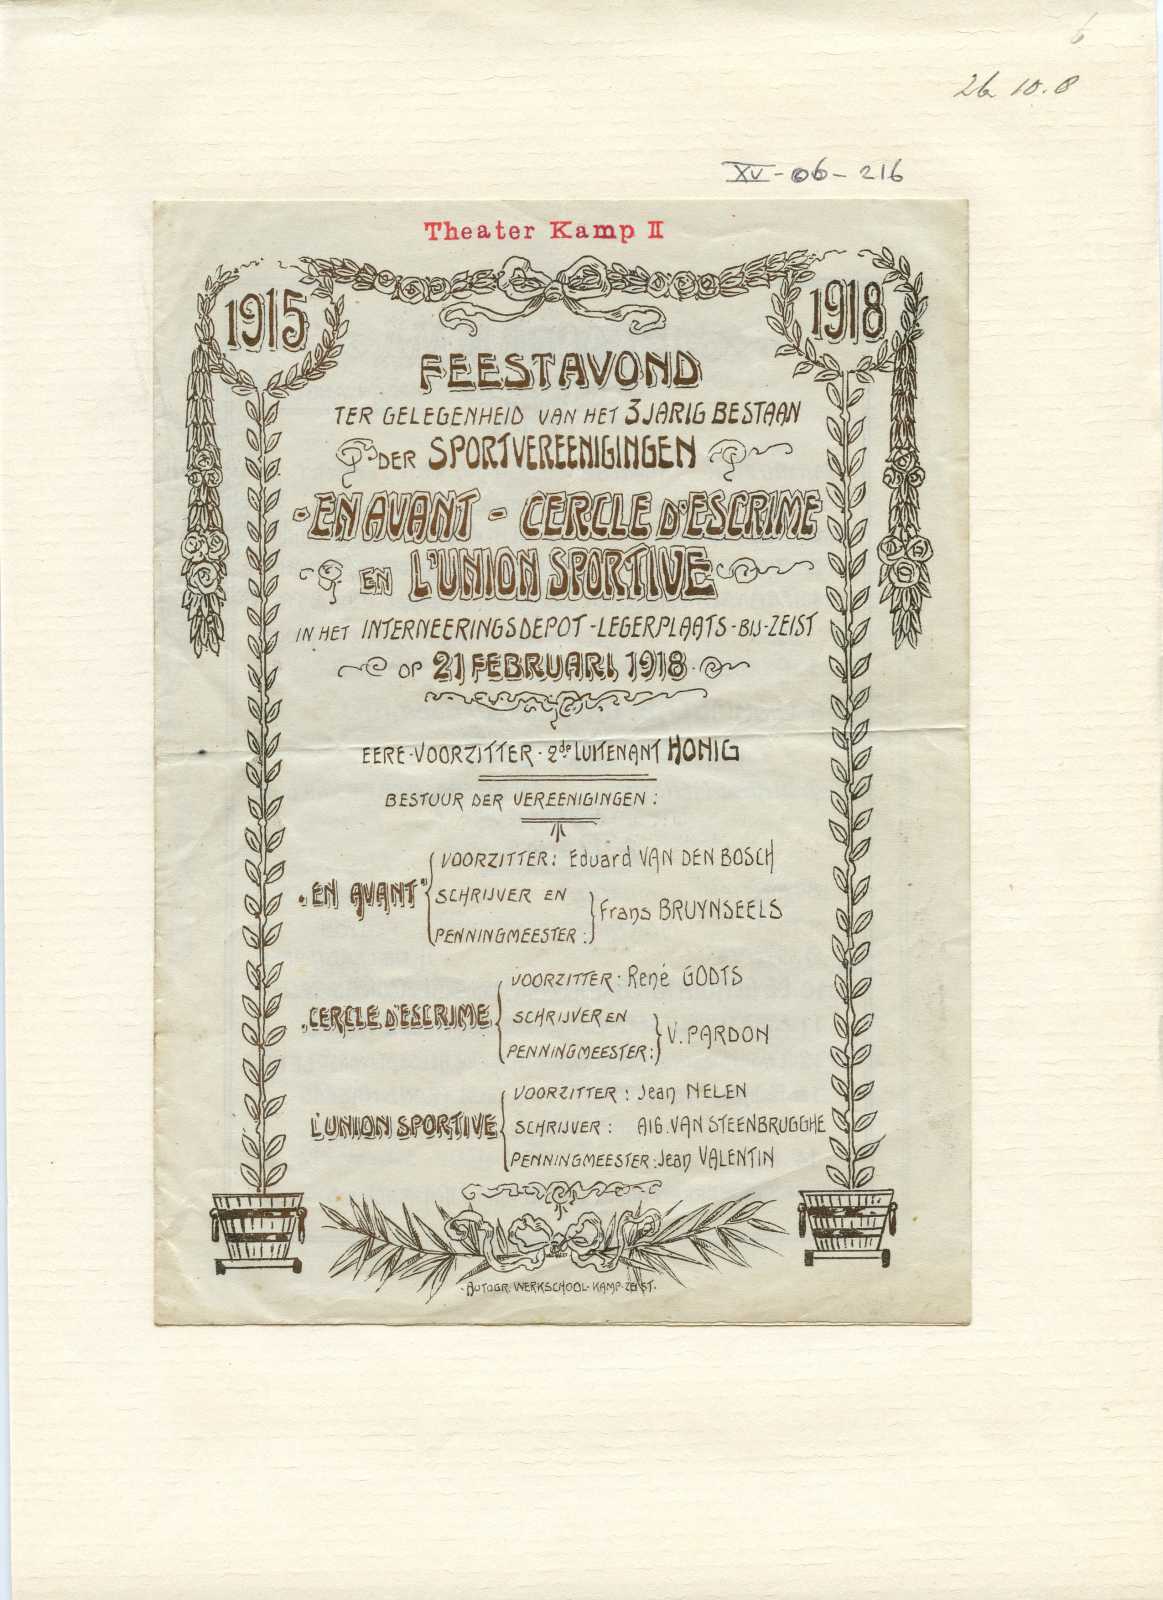 26 10.8
XV-06-216
Theater Kamp II
1915
1918
FEESTAVOND
TER GELEGENHEID VAN HET 3 JARIG BESTAAN
DER SPORTVEREENIGINGEN
-EN AVANT - CERCLE D'ESCRIME
EN L'UNION SPORTIVE
IN HET INTERNEERINGSDEPOT-LEGERPLAATS-BIJ-ZEIST
OP 21 FEBRUARI, 1918.
EERE-VOORZITTER-2de LUITENANT HONIG
BESTUUR DER VEREENIGINGEN:
"EN AVANT"
VOORZITTER: Eduard VAN DEN BOSCH
SCHRIJVER EN
PENNINGMEESTER:
Frans BRUYNSEELS
CERCLE D'ESCRIME
VOORZITTER. René GODTS
SCHRIJVER EN
PENNINGMEESTER:
V. PARDON
L'UNION SPORTIVE
VOORZITTER: Jean NELEN
SCHRIJVER: Alg. VAN STEENBRUGGHE
PENNINGMEESTER: Jean VALENTIN
AUTOGR. WERKSCHOOL-KAMP-ZEIST.